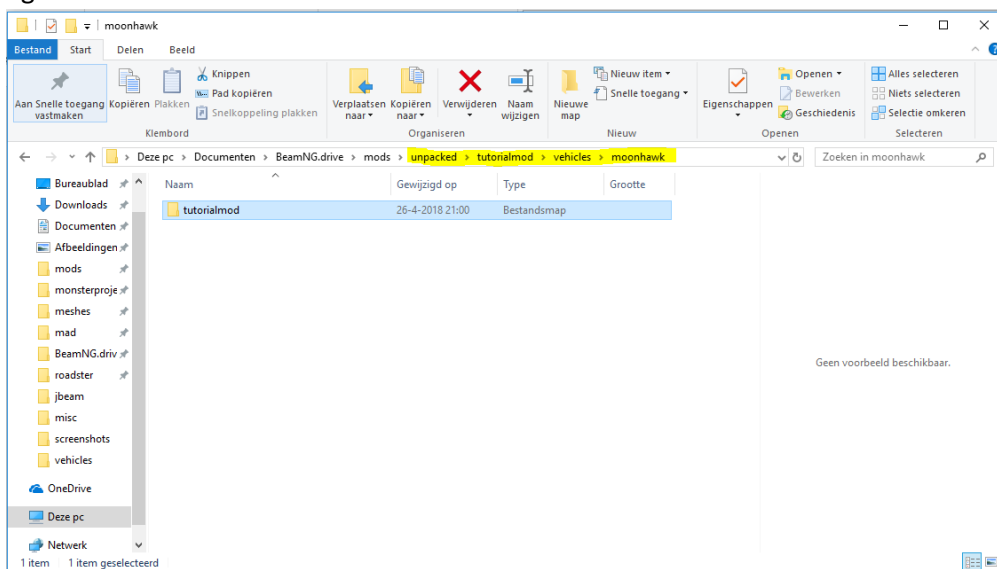 moonhawk
Bestand Start Delen Beeld
Aan Snelle toegang vastmaken
Kopiëren
Plakken
Knippen
Pad kopiëren
Snelkoppeling plakken
Klembord
Verplaatsen naar
Kopiëren naar
Verwijderen
Naam wijzigen
Organiseren
Nieuwe map
Nieuw item
Snelle toegang
Nieuw
Eigenschappen
Openen
Bewerken
Geschiedenis
Openen
Alles selecteren
Niets selecteren
Selectie omkeren
Selecteren
Deze pc > Documenten > BeamNG.drive > mods > unpacked > tutorialmod > vehicles > moonhawk
Zoeken in moonhawk
Naam Gewijzigd op Type Grootte
tutorialmod 26-4-2018 21:00 Bestandsmap
Bureaublad
Downloads
Documenten
Afbeeldingen
mods
monsterproje
meshes
mad
BeamNG.driv
roadster
jbeam
misc
screenshots
vehicles
OneDrive
Deze pc
Netwerk
Geen voorbeeld beschikbaar.
1 item 1 item geselecteerd